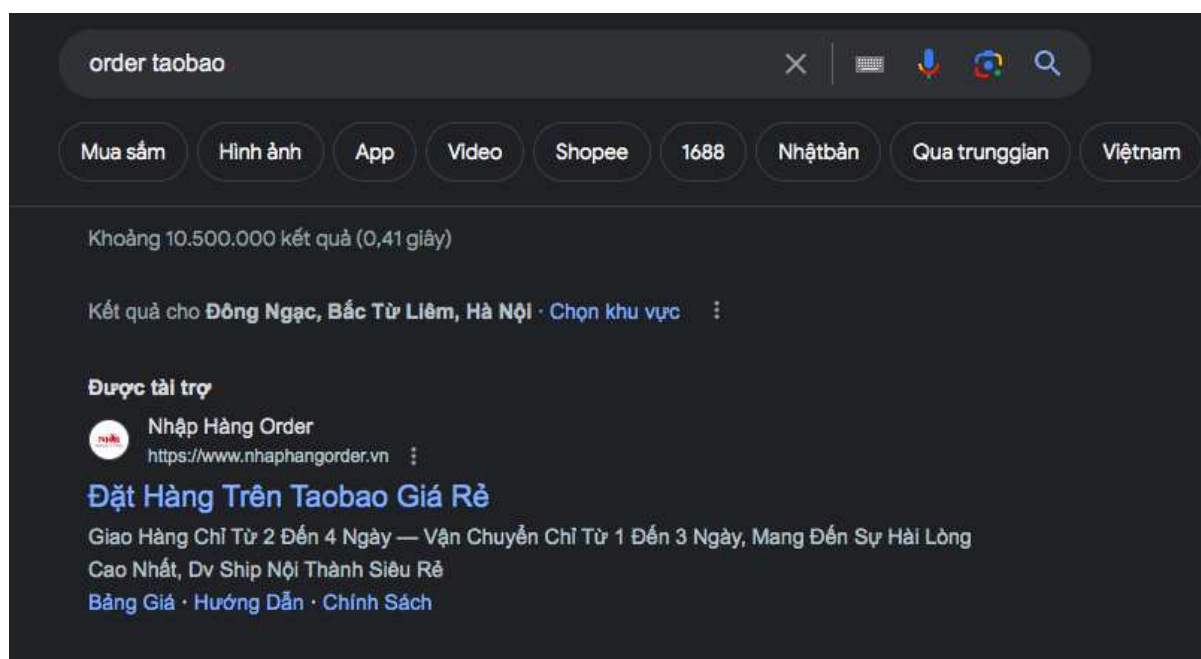 order taobao
Mua sắm Hình ảnh App Video Shopee 1688 Nhậtbản Qua trunggian Việtnam
Khoảng 10.500.000 kết quả (0,41 giây)
Kết quả cho Đông Ngạc, Bắc Từ Liêm, Hà Nội · Chọn khu vực
Được tài trợ
Nhập Hàng Order
https://www.nhaphangorder.vn
Đặt Hàng Trên Taobao Giá Rẻ
Giao Hàng Chỉ Từ 2 Đến 4 Ngày — Vận Chuyển Chỉ Từ 1 Đến 3 Ngày, Mang Đến Sự Hài Lòng
Cao Nhất, Dv Ship Nội Thành Siêu Rẻ
Bảng Giá · Hướng Dẫn · Chính Sách